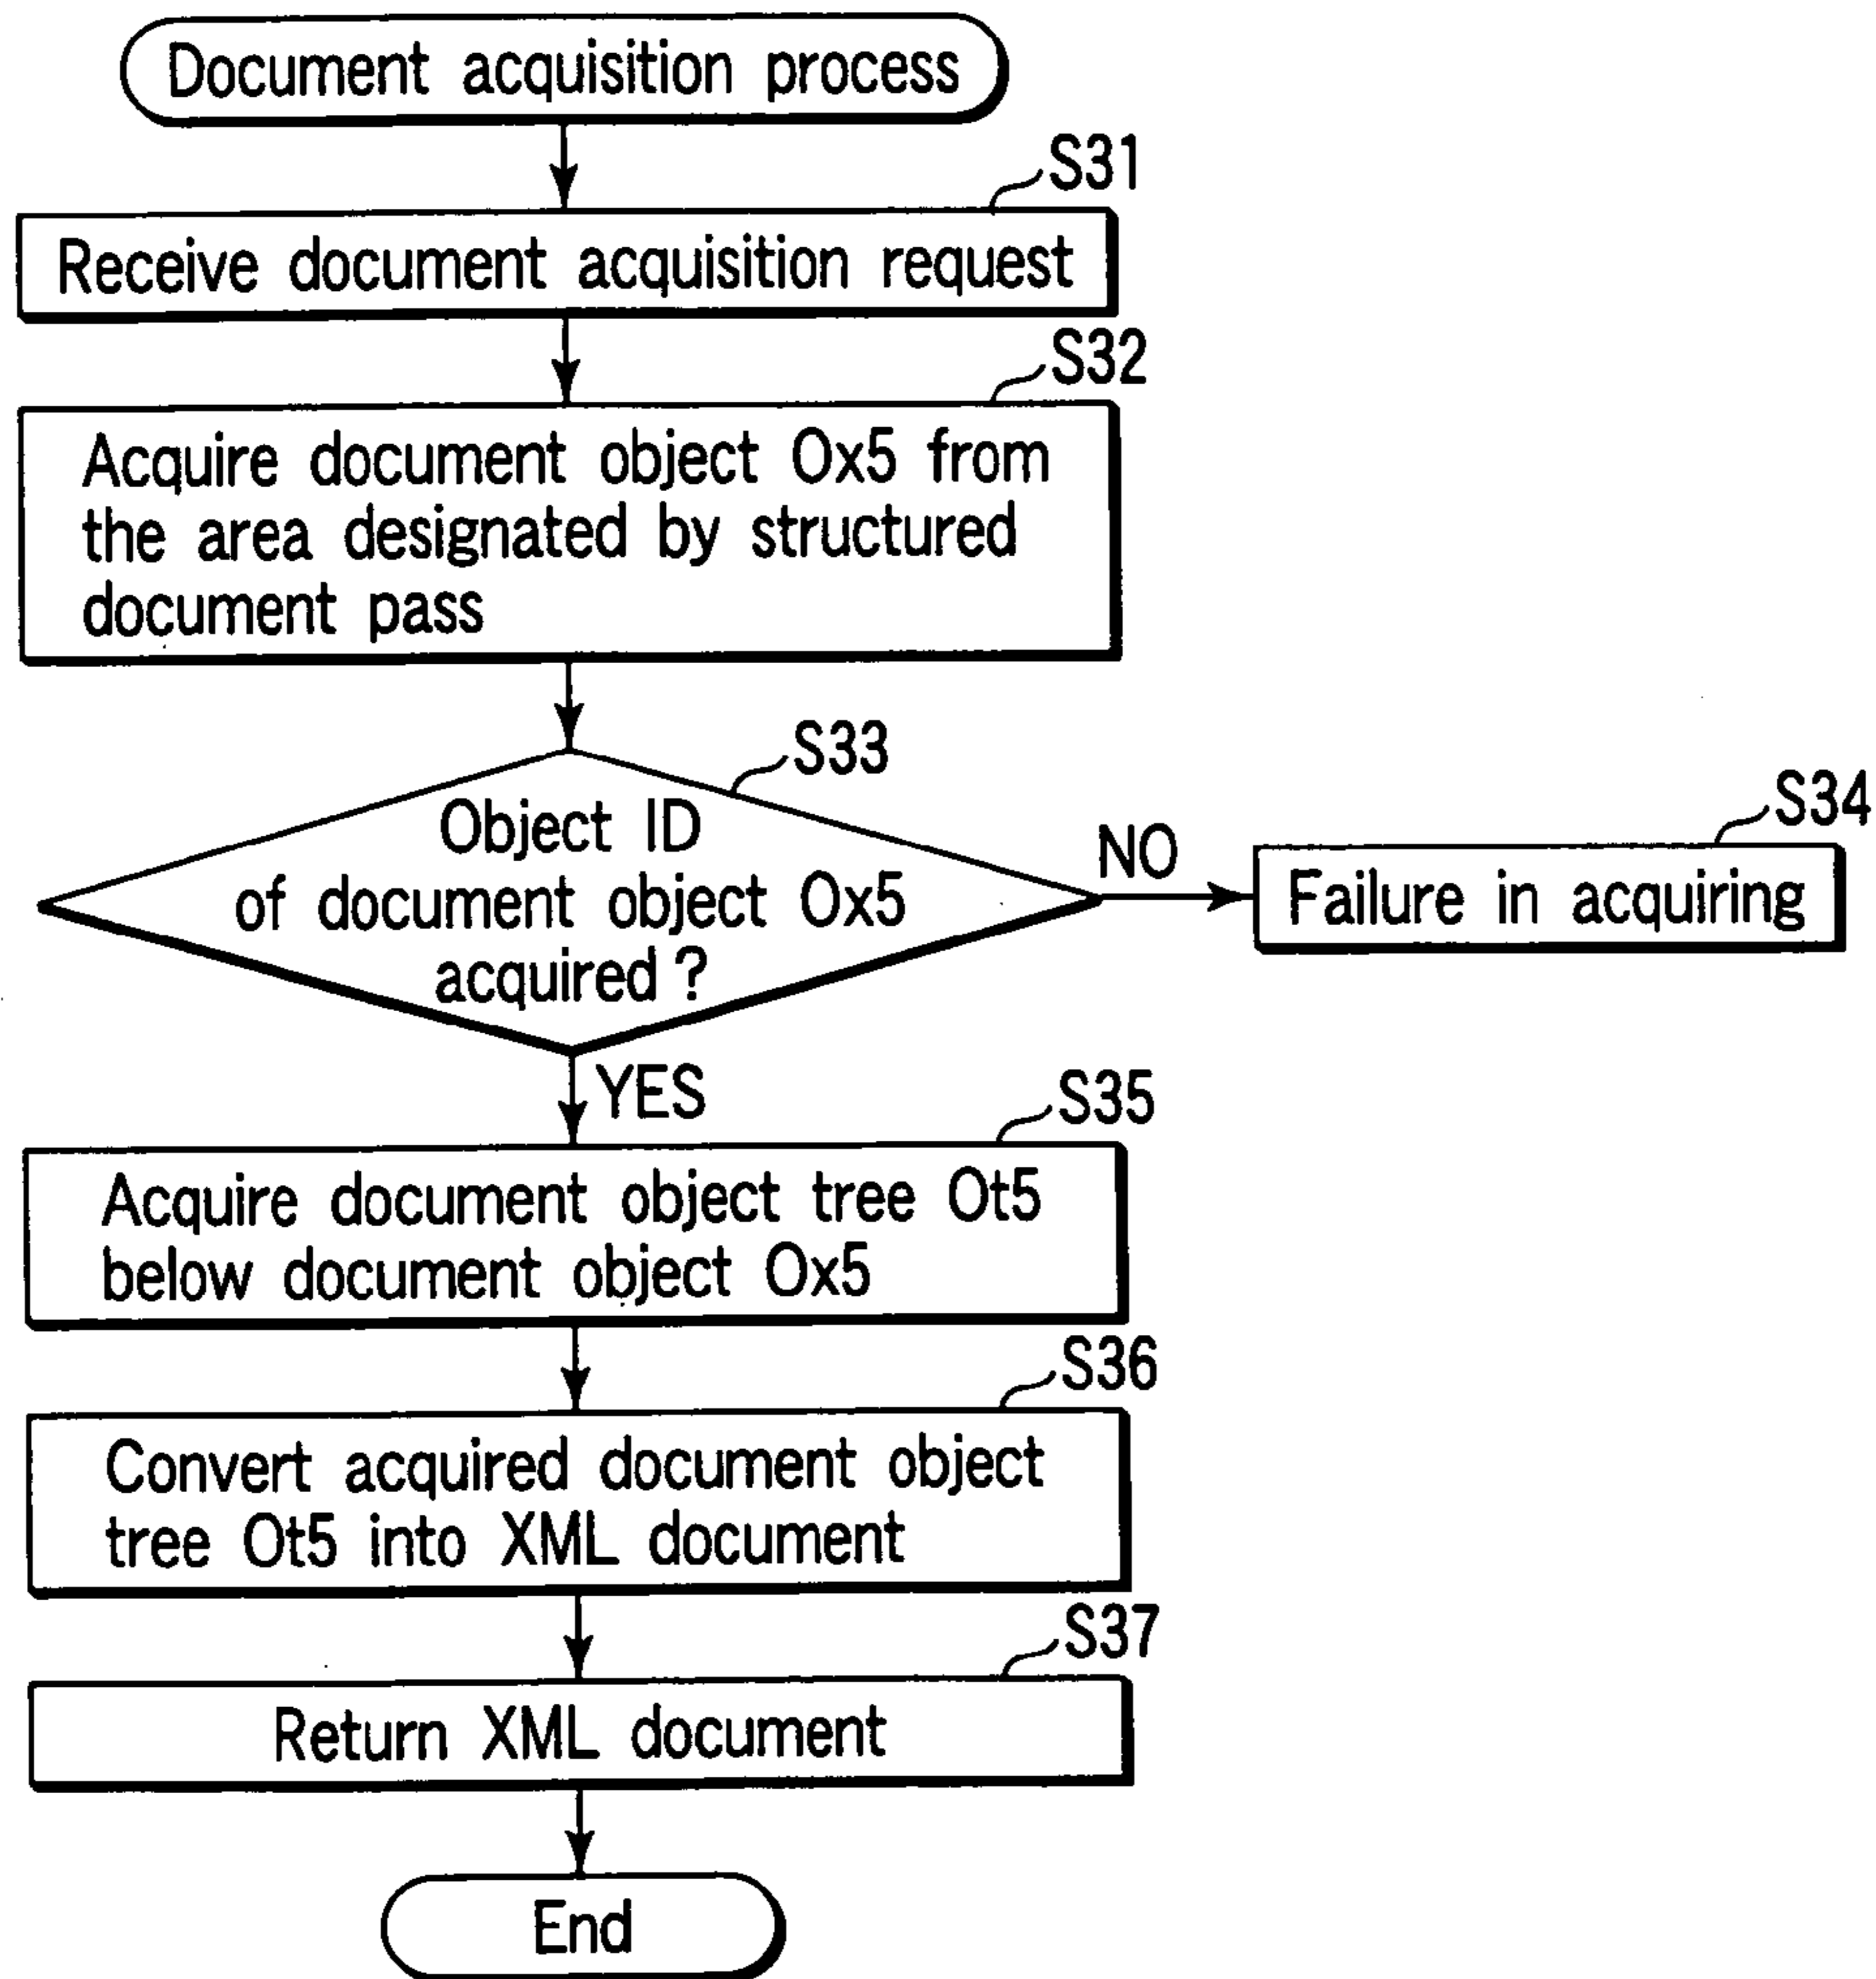 Document acquisition process
S31
Receive document acquisition request
S32
Acquire document object Ox5 from
the area designated by structured
document pass
S33
Object ID
of document object Ox5
acquired ?
NO
S34
Failure in acquiring
YES
S35
Acquire document object tree Ot5
below document object Ox5
S36
Convert acquired document object
tree Ot5 into XML document
S37
Return XML document
End